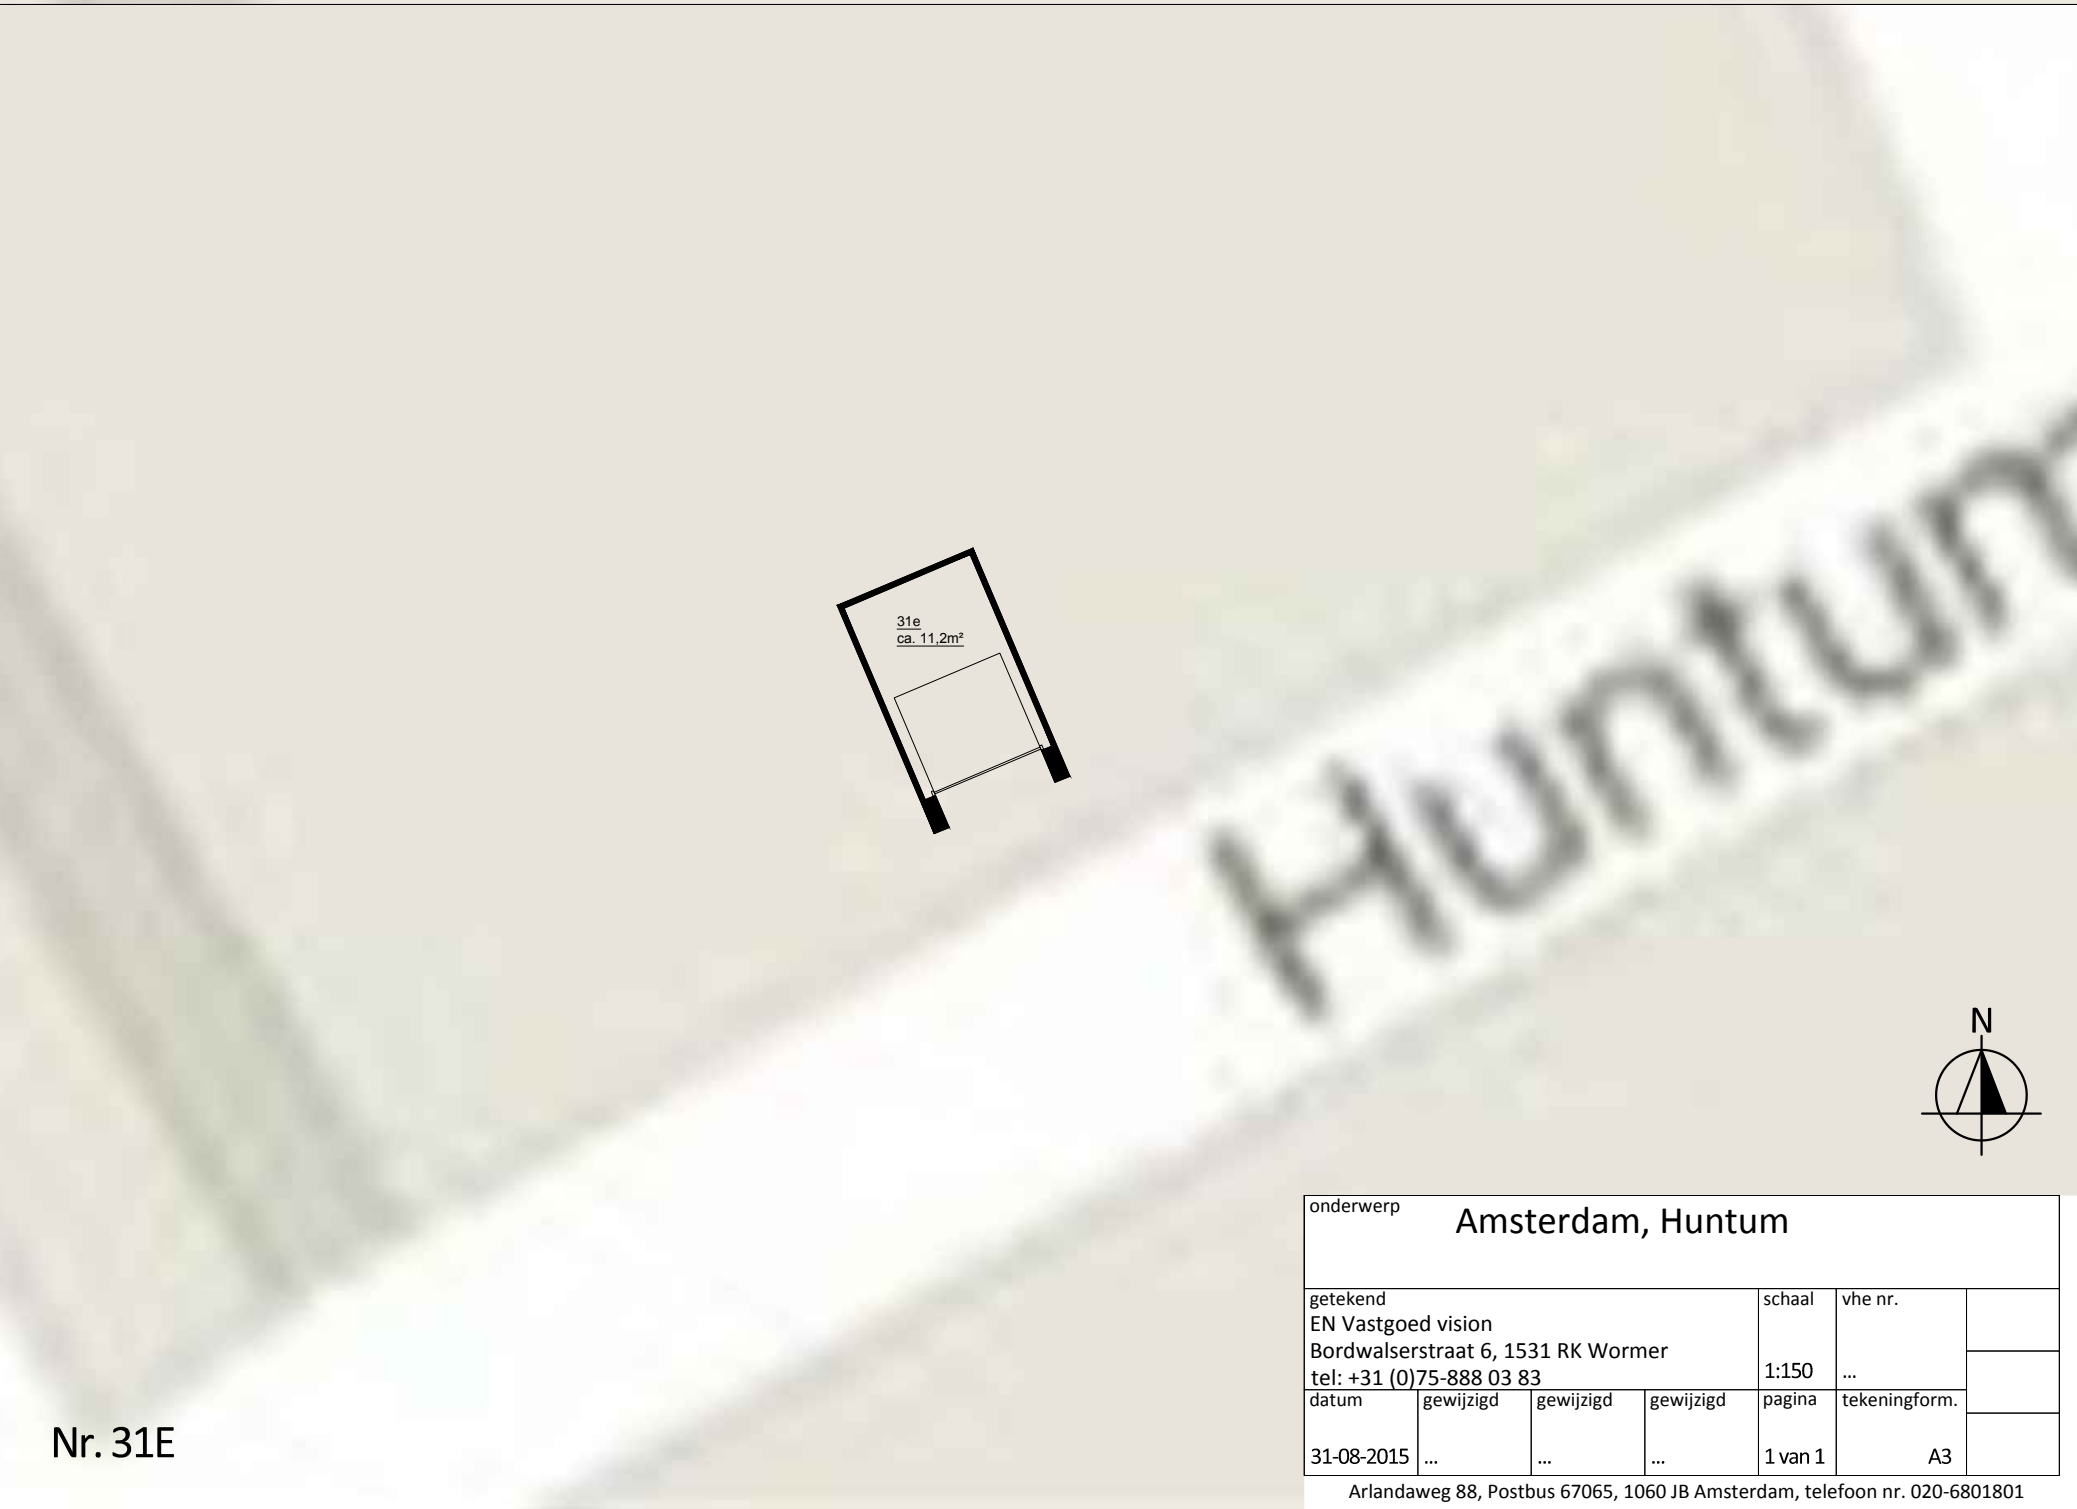 31e
ca. 11,2m²
Huntum
N
onderwerp
Amsterdam, Huntum
getekend
EN Vastgoed vision
Bordwalserstraat 6, 1531 RK Wormer
tel: +31 (0)75-888 03 83
schaal
1:150
vhe nr.
...
datum
31-08-2015
gewijzigd
...
gewijzigd
...
gewijzigd
...
pagina
1 van 1
tekeningform.
A3
Nr. 31E
Arlandaweg 88, Postbus 67065, 1060 JB Amsterdam, telefoon nr. 020-6801801